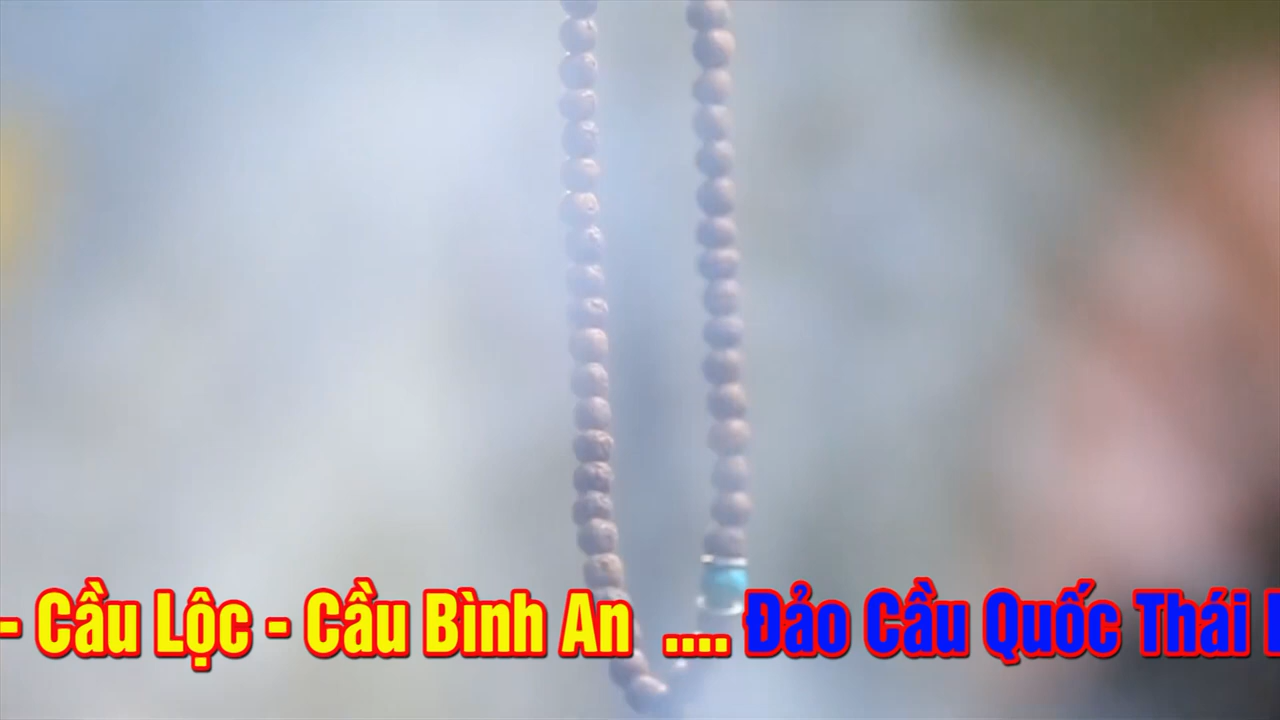 - Cầu Lộc - Cầu Bình An .... Đảo Cầu Quốc Thái